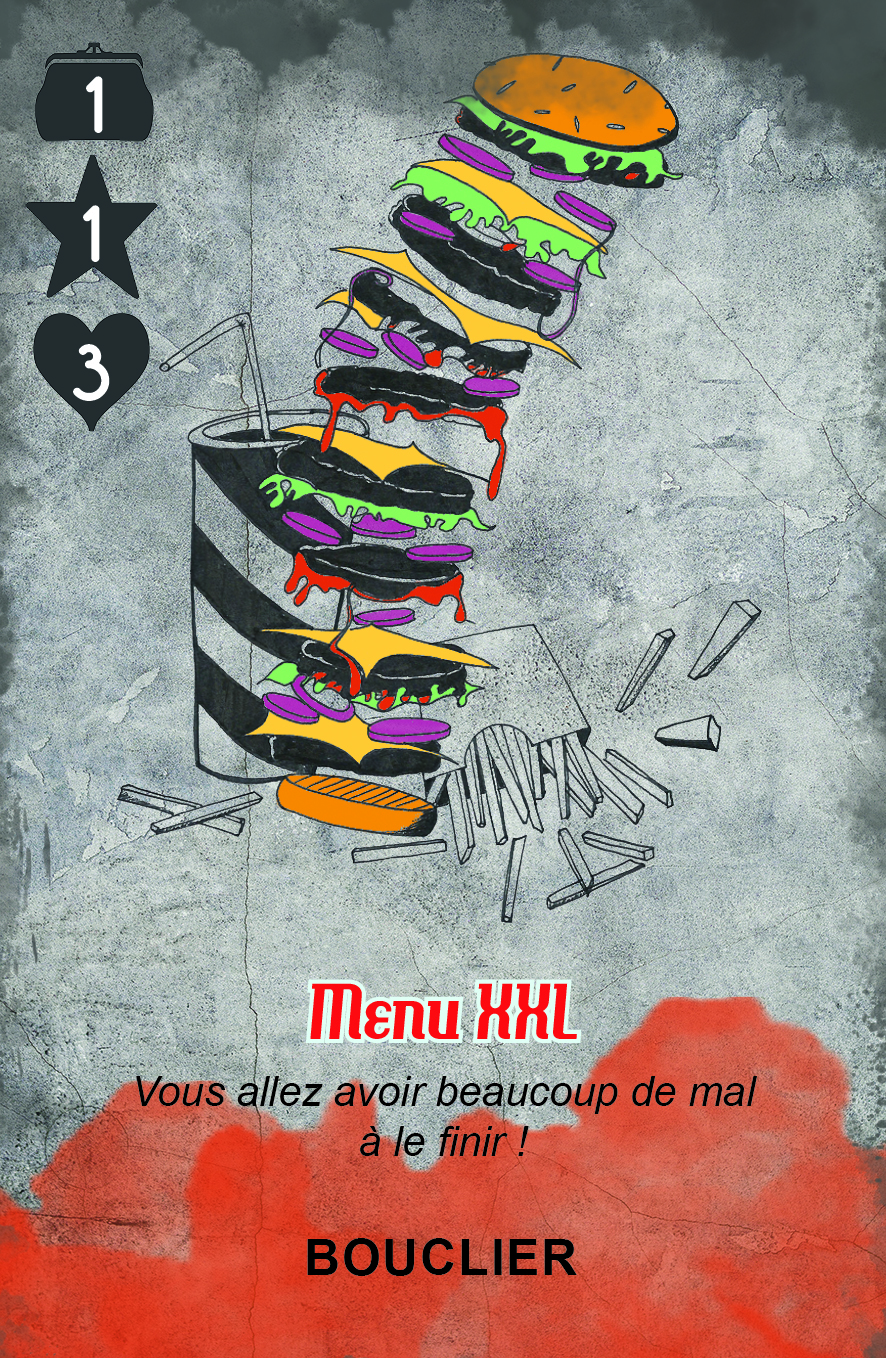 1
1
3
Menu XXL
Vous allez avoir beaucoup de mal
à le finir !
BOUCLIER